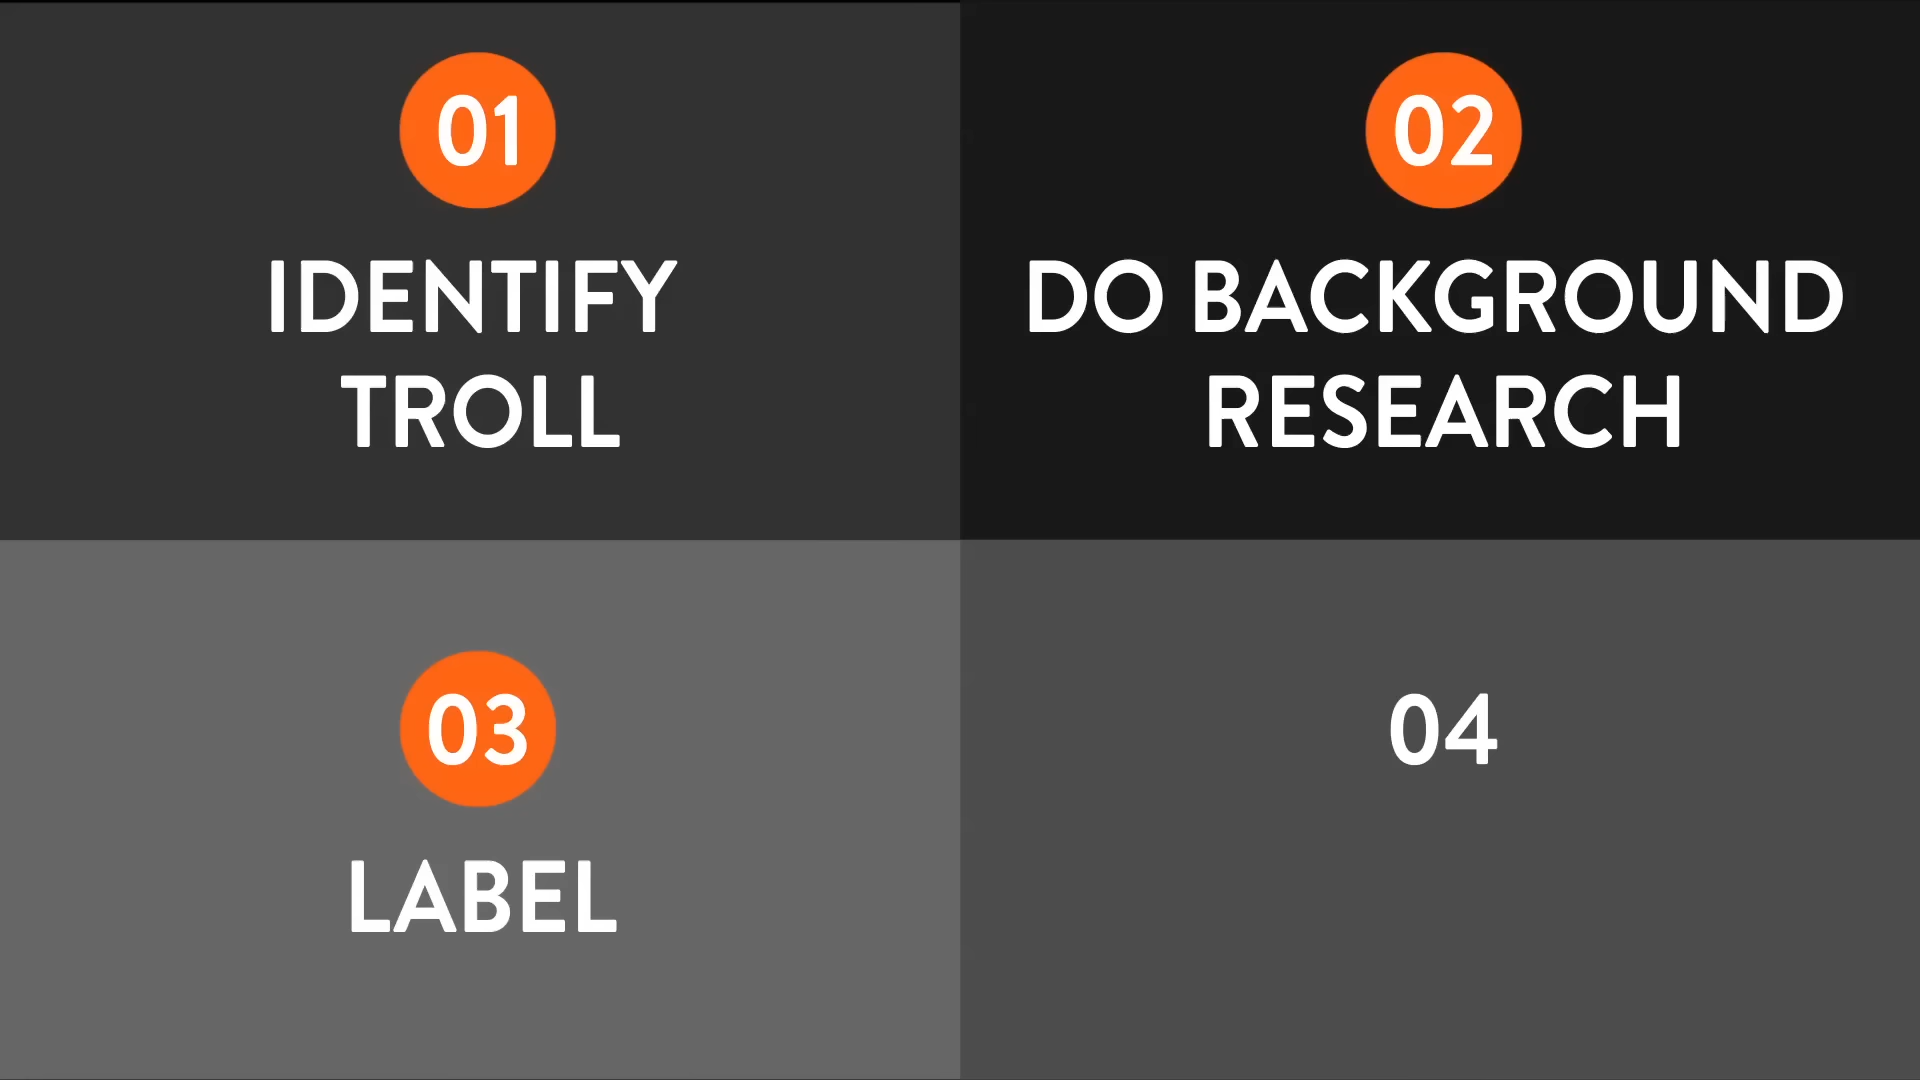 01
IDENTIFY
TROLL
02
DO BACKGROUND
RESEARCH
03
LABEL
04